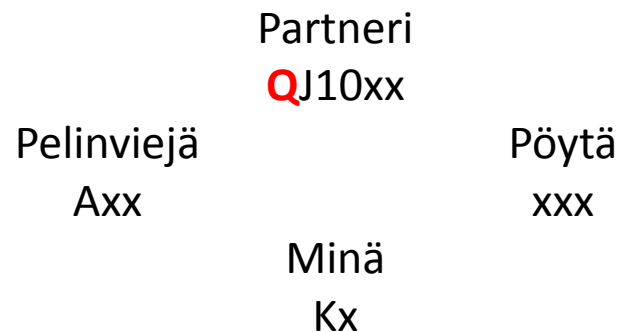 Partneri
QJ10xx
Pelinviejä Pöytä
Axx xxx
Minä
Kx